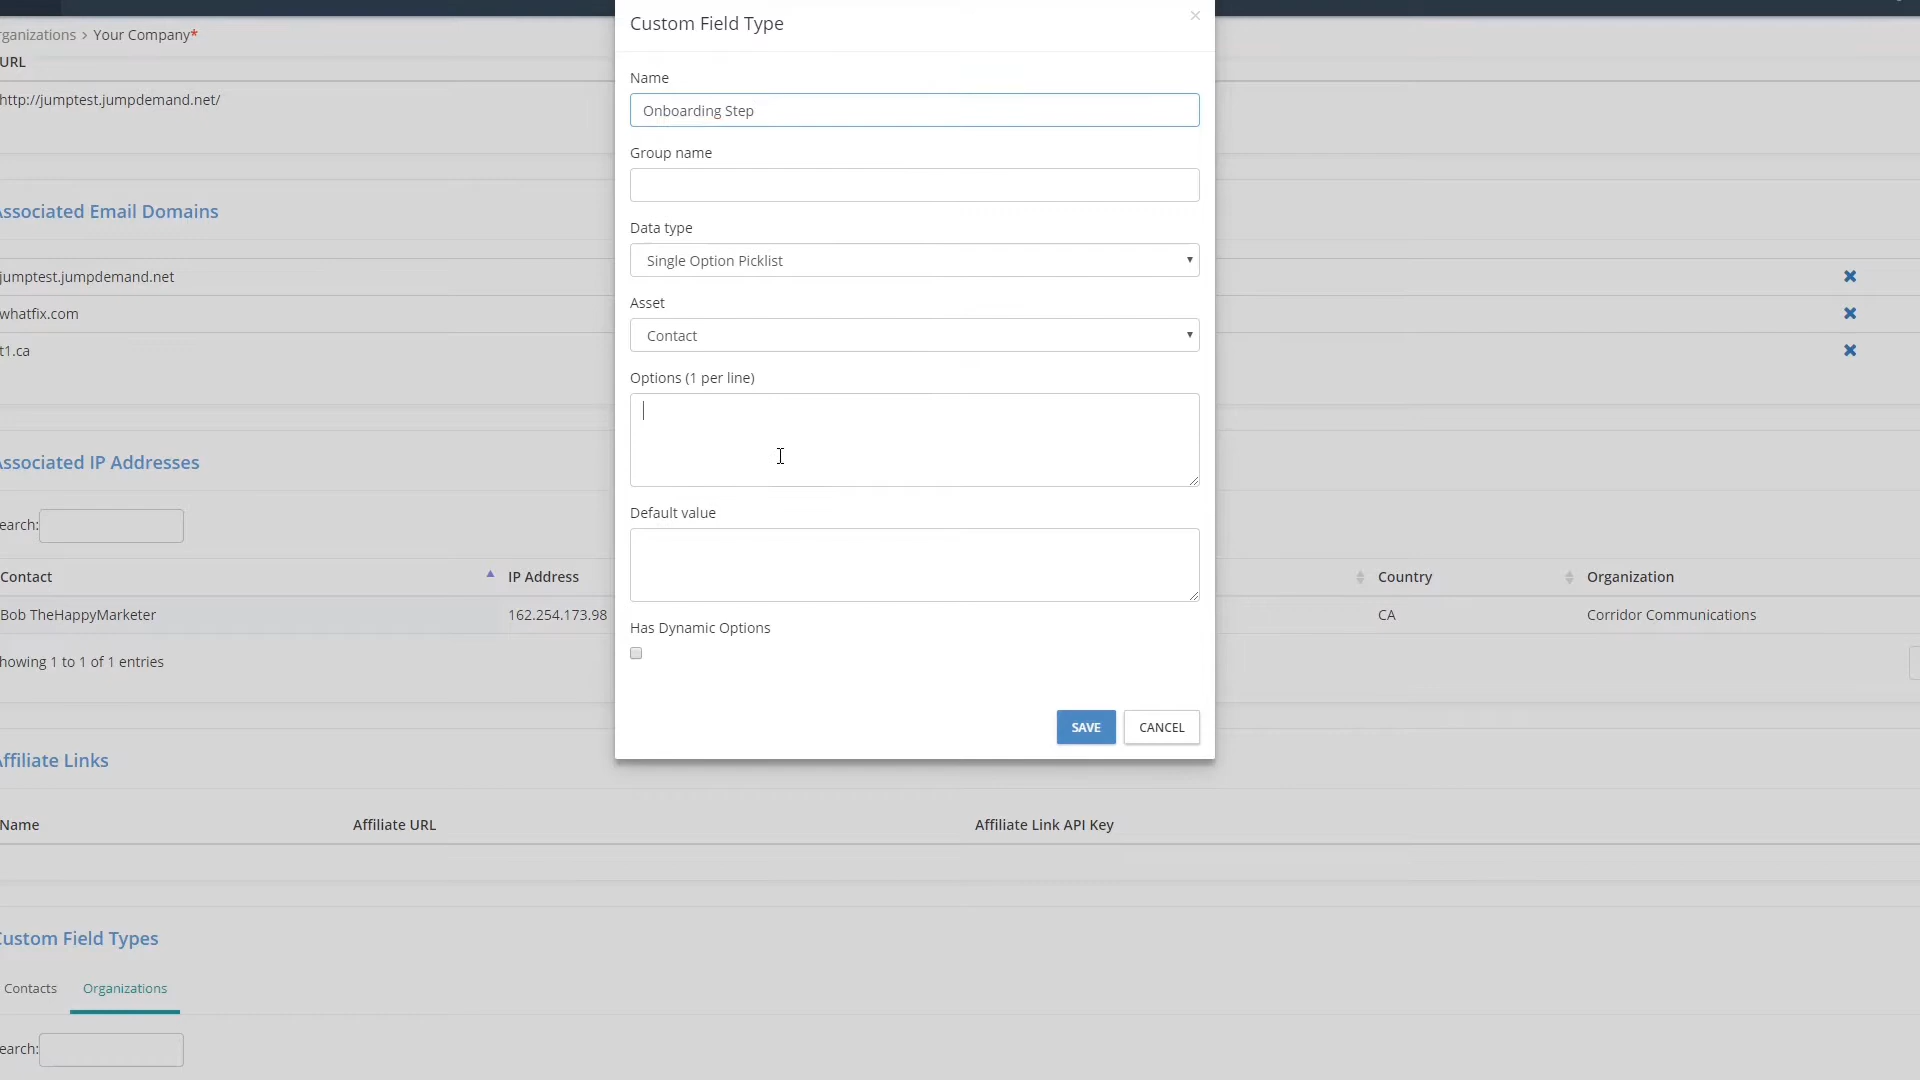 Custom Field Type
×
rganizations › Your Company*
URL
http://jumptest.jumpdemand.net/
Name
Onboarding Step
Group name
Data type
Single Option Picklist
Asset
Contact
Options (1 per line)
Default value
Has Dynamic Options
SAVE
CANCEL
Associated Email Domains
jumptest.jumpdemand.net
whatfix.com
t1.ca
Associated IP Addresses
earch:
Contact IP Address Country Organization
Bob TheHappyMarketer 162.254.173.98 CA Corridor Communications
howing 1 to 1 of 1 entries
ffiliate Links
Name Affiliate URL Affiliate Link API Key
Custom Field Types
Contacts Organizations
earch: